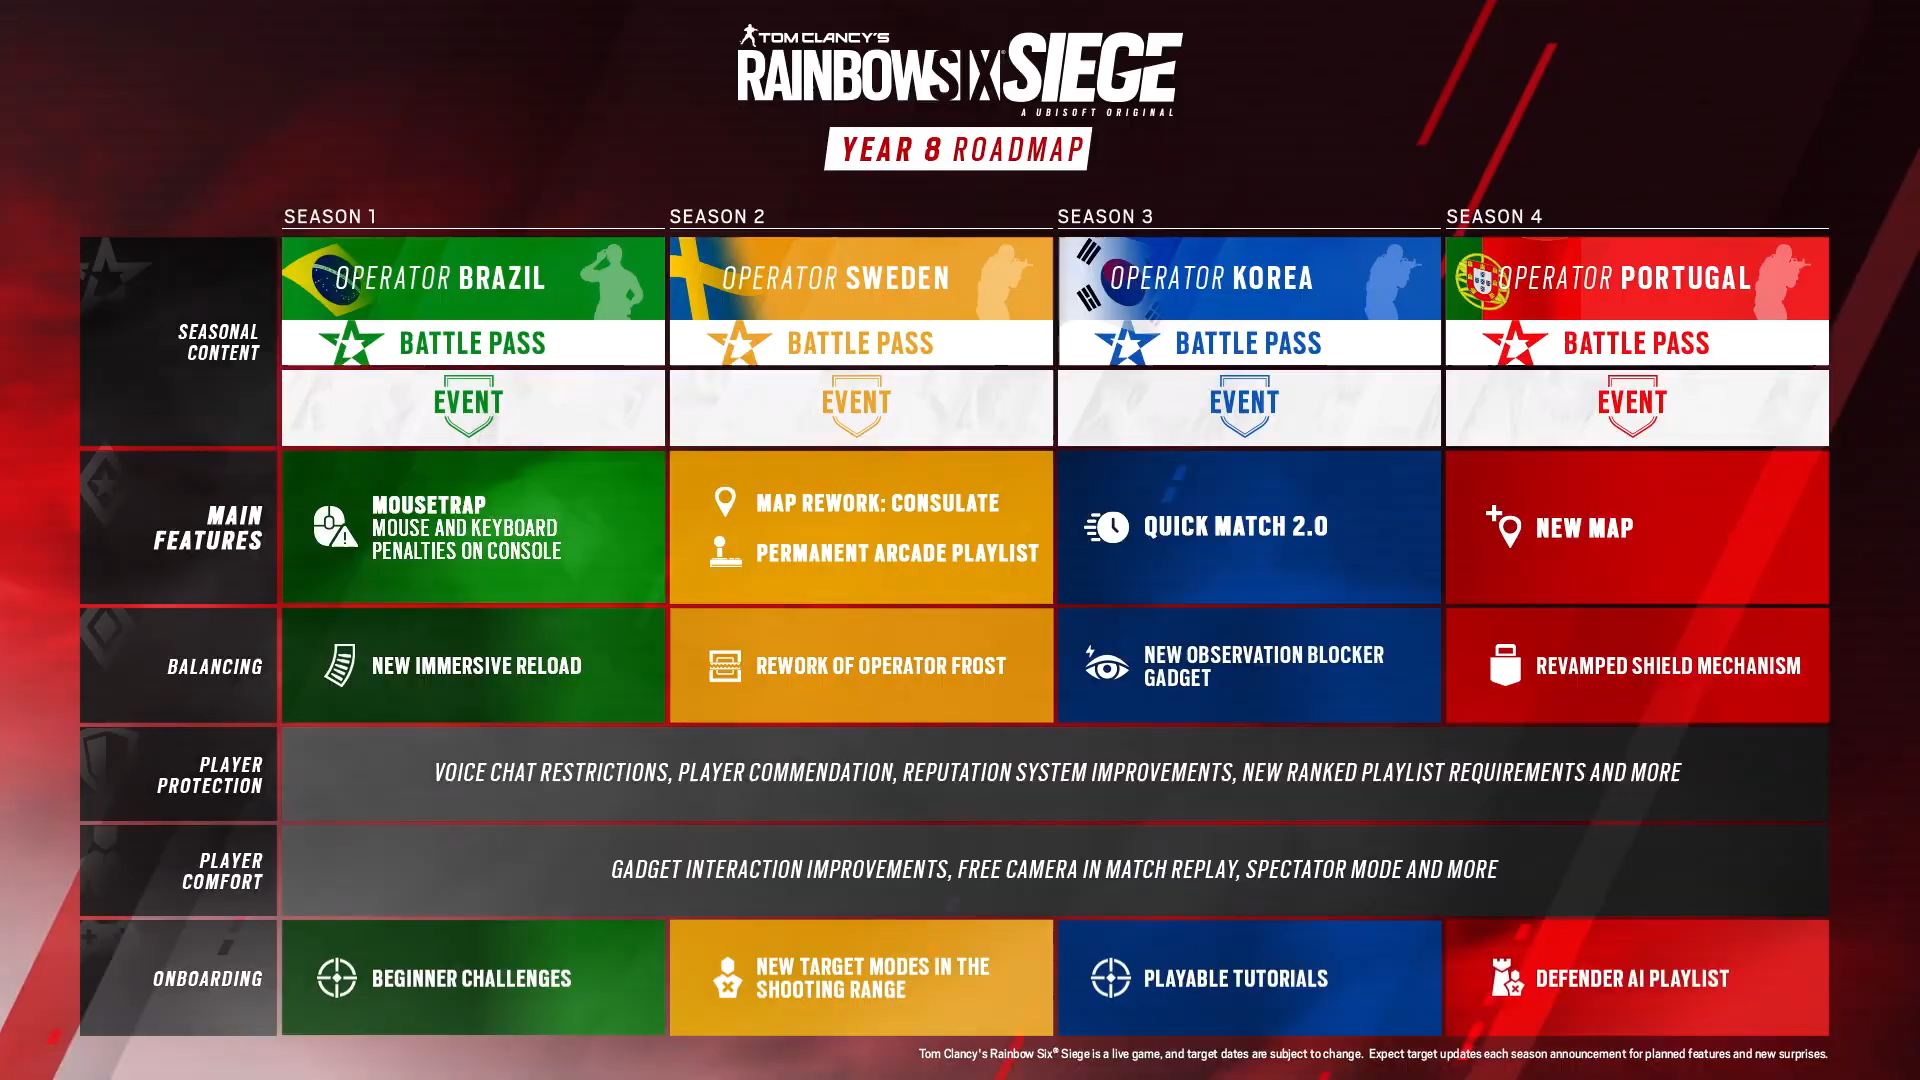 TOM CLANCY'S
RAINBOWSIX SIEGE
A UBISOFT ORIGINAL
YEAR 8 ROADMAP
SEASON 1
SEASON 2
SEASON 3
SEASON 4
SEASONAL
CONTENT
OPERATOR BRAZIL
OPERATOR SWEDEN
OPERATOR KOREA
OPERATOR PORTUGAL
BATTLE PASS
BATTLE PASS
BATTLE PASS
BATTLE PASS
EVENT
EVENT
EVENT
EVENT
MAIN
FEATURES
MOUSETRAP
MOUSE AND KEYBOARD
PENALTIES ON CONSOLE
MAP REWORK: CONSULATE
PERMANENT ARCADE PLAYLIST
QUICK MATCH 2.0
NEW MAP
BALANCING
NEW IMMERSIVE RELOAD
REWORK OF OPERATOR FROST
NEW OBSERVATION BLOCKER
GADGET
REVAMPED SHIELD MECHANISM
PLAYER
PROTECTION
VOICE CHAT RESTRICTIONS, PLAYER COMMENDATION, REPUTATION SYSTEM IMPROVEMENTS, NEW RANKED PLAYLIST REQUIREMENTS AND MORE
PLAYER
COMFORT
GADGET INTERACTION IMPROVEMENTS, FREE CAMERA IN MATCH REPLAY, SPECTATOR MODE AND MORE
ONBOARDING
BEGINNER CHALLENGES
NEW TARGET MODES IN THE
SHOOTING RANGE
PLAYABLE TUTORIALS
DEFENDER AI PLAYLIST
Tom Clancy's Rainbow Six® Siege is a live game, and target dates are subject to change. Expect target updates each season announcement for planned features and new surprises.